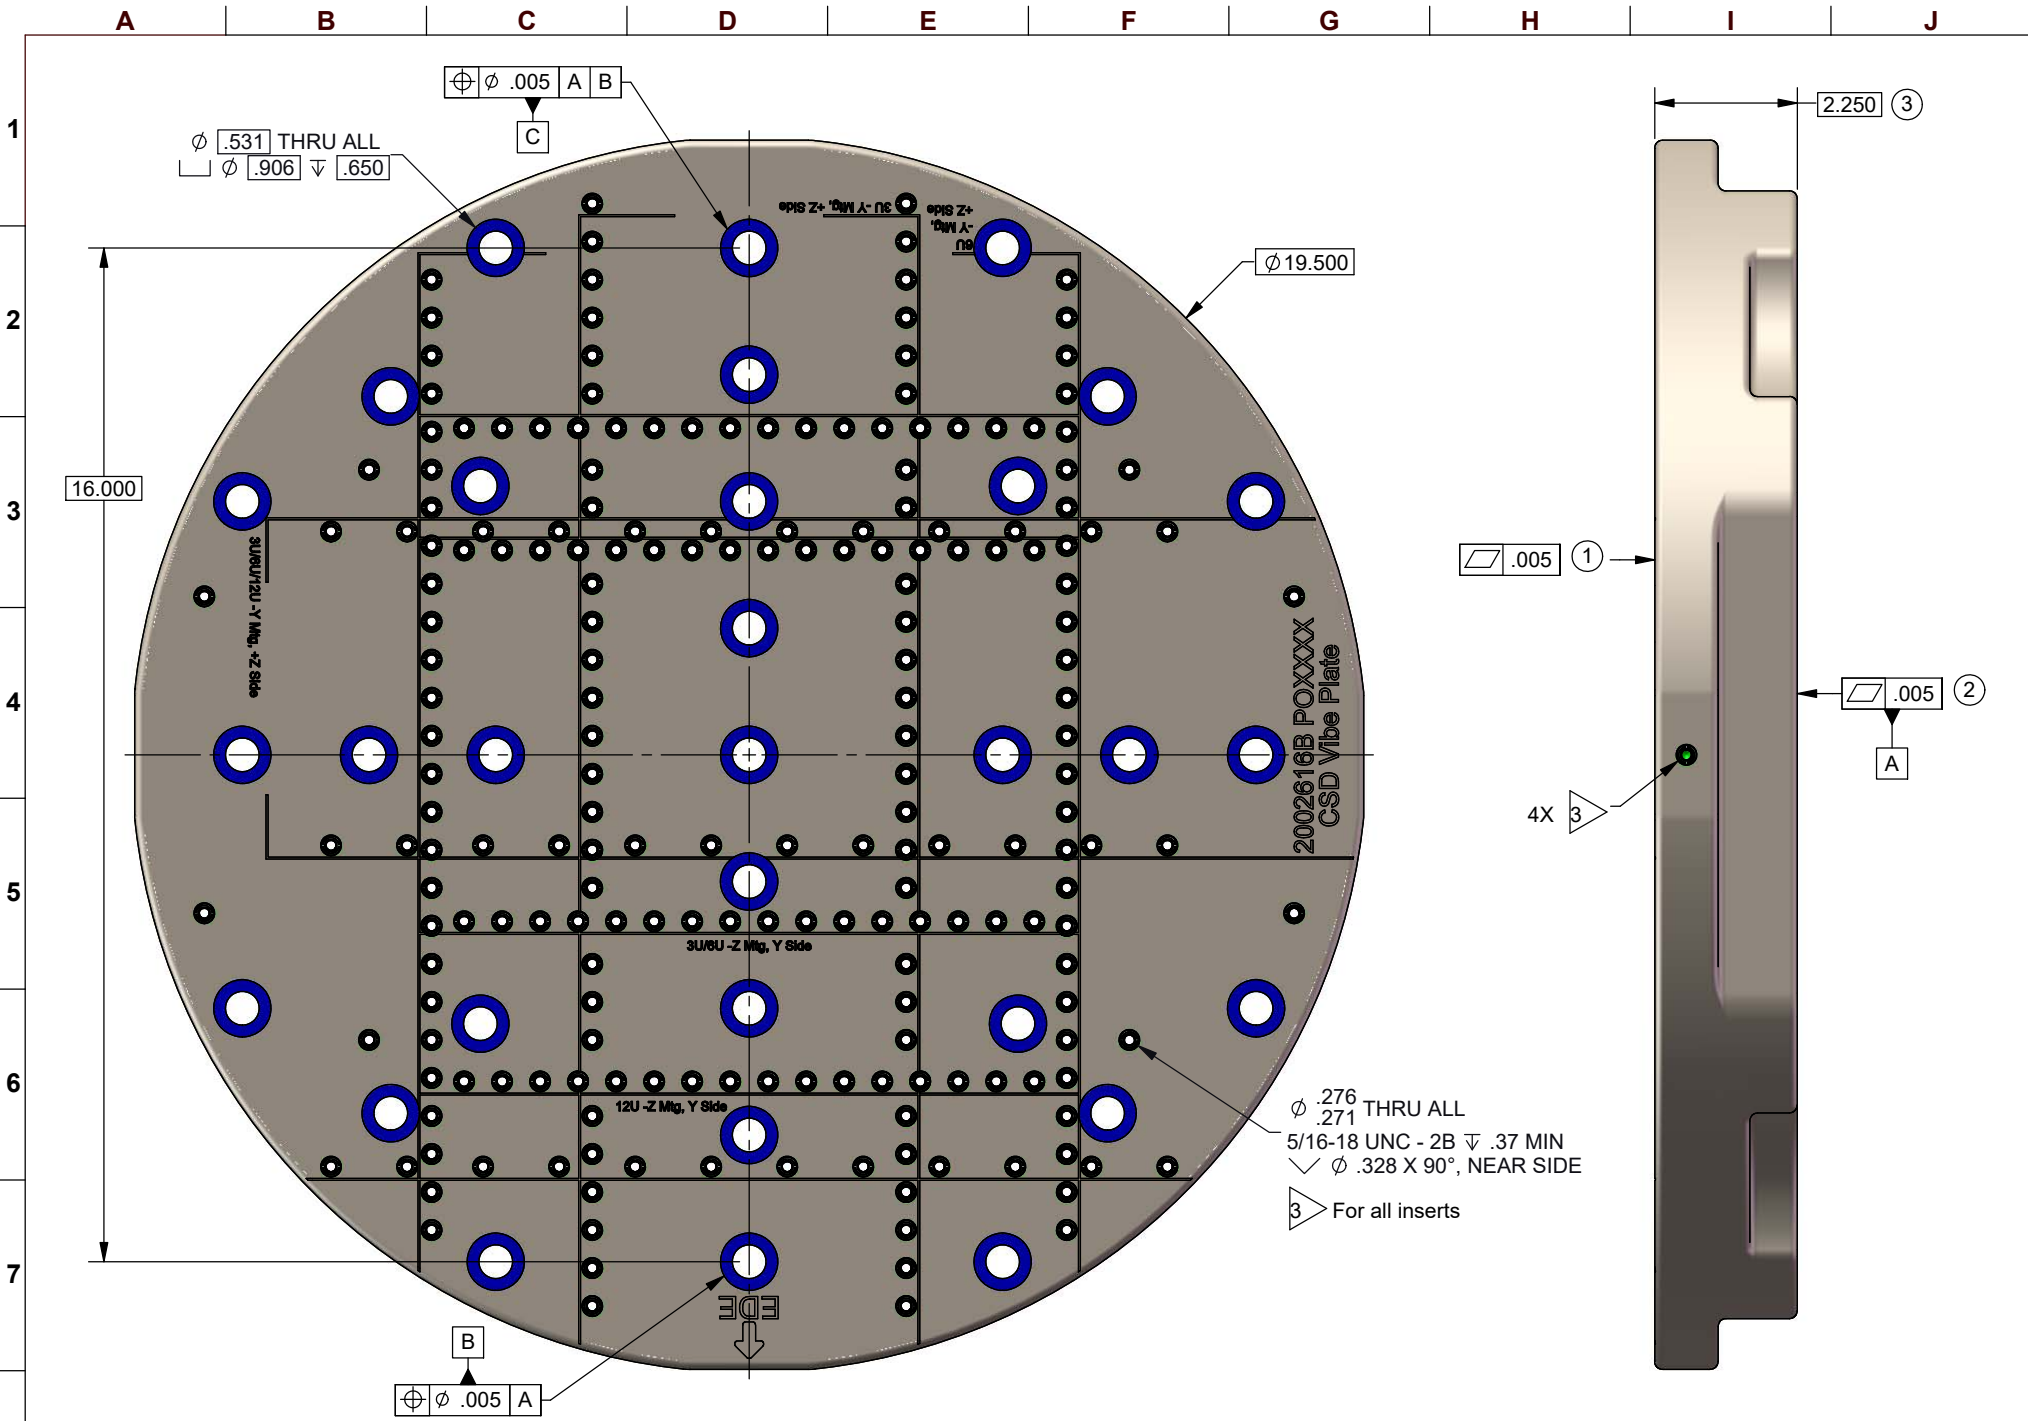 A B C D E F G H I J
1
2
3
4
5
6
7
⌖ ⌀ .005 A B
C
⌀ .531 THRU ALL
⌴ ⌀ .906 ↧ .650
2.250 3
3U -Y Mtg, +Z Side
6U
-Y Mtg,
+Z Side
⌀19.500
16.000
3U/6U/12U -Y Mtg, +Z Side
2002616B POXXXX
CSD Vibe Plate
⏥ .005 1
⏥ .005 2
A
4X 3
3U/6U -Z Mtg, Y Side
12U -Z Mtg, Y Side
⌀ .276
.271 THRU ALL
5/16-18 UNC - 2B ↧ .37 MIN
⌵ ⌀ .328 X 90°, NEAR SIDE
3 For all inserts
EDE
B
⌖ ⌀ .005 A